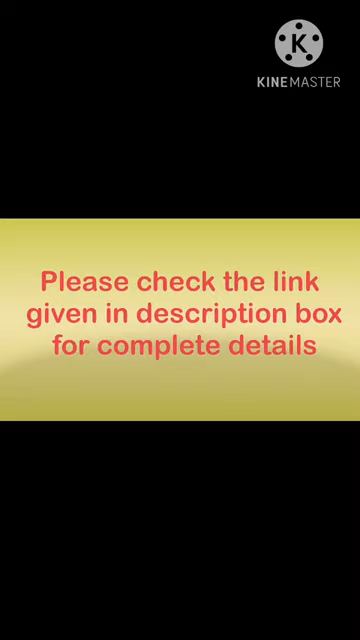 K
KINEMASTER
Please check the link
given in description box
for complete details